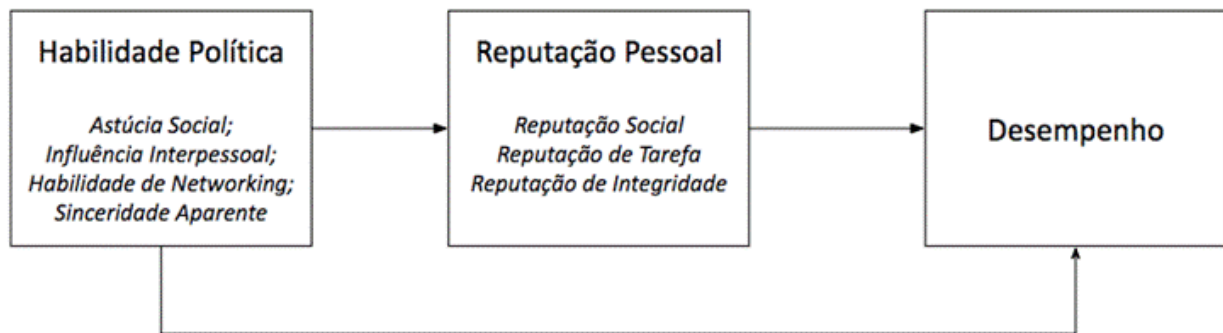 Habilidade Política
Astúcia Social;
Influência Interpessoal;
Habilidade de Networking;
Sinceridade Aparente
Reputação Pessoal
Reputação Social
Reputação de Tarefa
Reputação de Integridade
Desempenho